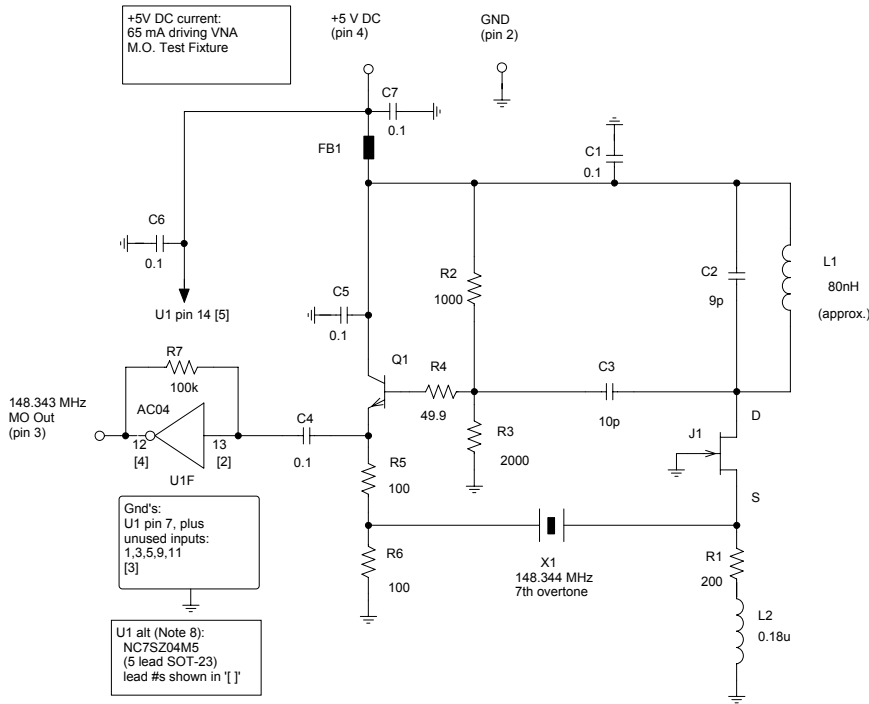 +5V DC current:
65 mA driving VNA
M.O. Test Fixture
+5 V DC
(pin 4)
GND
(pin 2)
C7
0.1
FB1
C1
0.1
C6
0.1
U1 pin 14 [5]
R2
1000
C2
9p
L1
80nH
(approx.)
C5
0.1
Q1
R7
100k
R4
49.9
C3
10p
148.343 MHz
MO Out
(pin 3)
AC04
12
[4]
13
[2]
U1F
C4
0.1
R3
2000
D
J1
S
R5
100
Gnd's:
U1 pin 7, plus
unused inputs:
1,3,5,9,11
[3]
R6
100
X1
148.344 MHz
7th overtone
R1
200
L2
0.18u
U1 alt (Note 8):
NC7SZ04M5
(5 lead SOT-23)
lead #s shown in '[ ]'